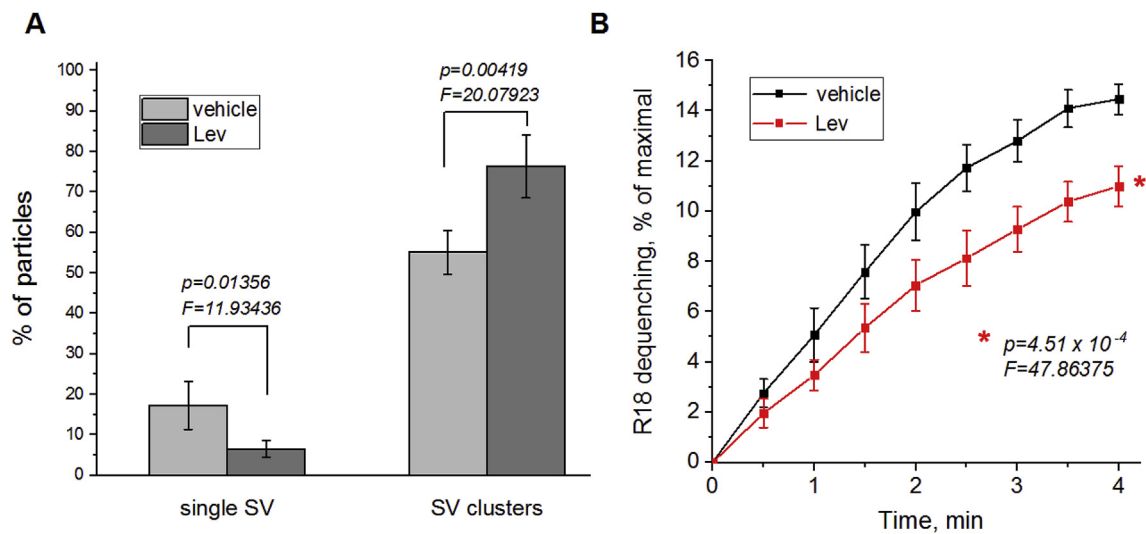 A
% of particles
100
90
80
70
60
50
40
30
20
10
0
vehicle
Lev
p=0.01356
F=11.93436
p=0.00419
F=20.07923
single SV
SV clusters
B
R18 dequenching, % of maximal
16
14
12
10
8
6
4
2
0
vehicle
Lev
*
* p=4.51 x 10⁻⁴
F=47.86375
0
1
2
3
4
Time, min